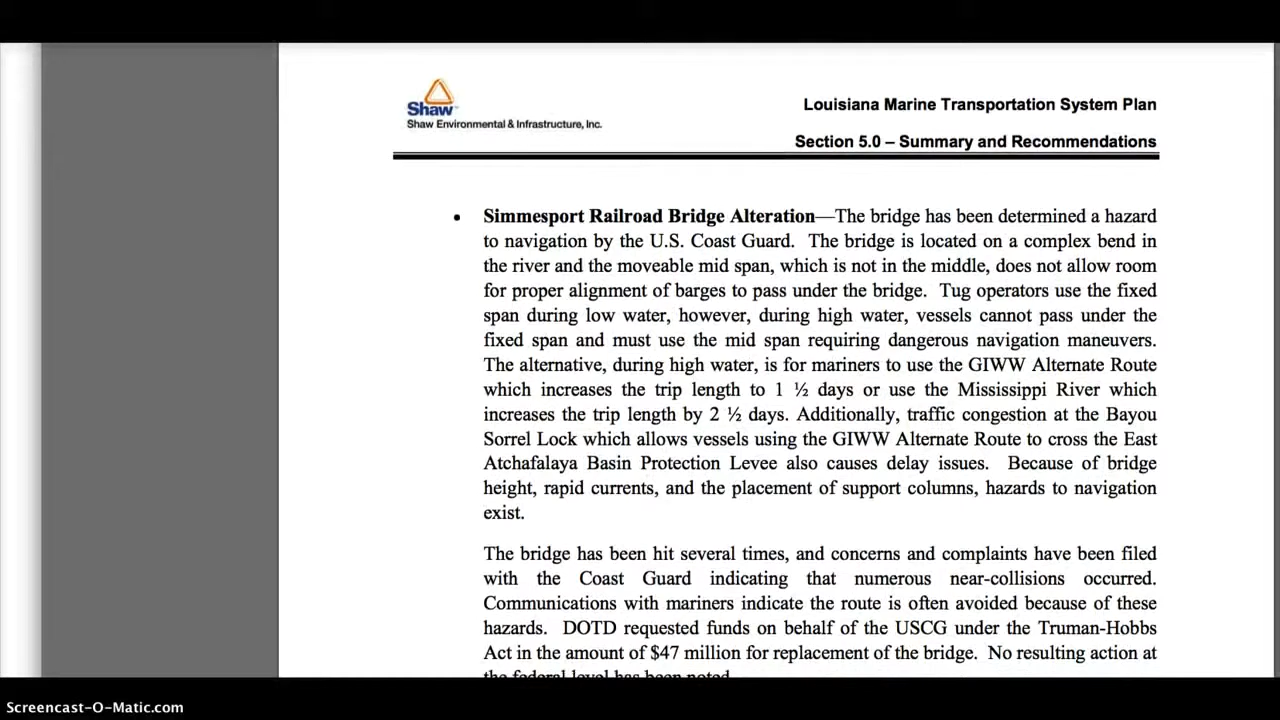 Shaw™
Shaw Environmental & Infrastructure, Inc.
Louisiana Marine Transportation System Plan
Section 5.0 – Summary and Recommendations
• Simmesport Railroad Bridge Alteration—The bridge has been determined a hazard
to navigation by the U.S. Coast Guard. The bridge is located on a complex bend in
the river and the moveable mid span, which is not in the middle, does not allow room
for proper alignment of barges to pass under the bridge. Tug operators use the fixed
span during low water, however, during high water, vessels cannot pass under the
fixed span and must use the mid span requiring dangerous navigation maneuvers.
The alternative, during high water, is for mariners to use the GIWW Alternate Route
which increases the trip length to 1 ½ days or use the Mississippi River which
increases the trip length by 2 ½ days. Additionally, traffic congestion at the Bayou
Sorrel Lock which allows vessels using the GIWW Alternate Route to cross the East
Atchafalaya Basin Protection Levee also causes delay issues. Because of bridge
height, rapid currents, and the placement of support columns, hazards to navigation
exist.
The bridge has been hit several times, and concerns and complaints have been filed
with the Coast Guard indicating that numerous near-collisions occurred.
Communications with mariners indicate the route is often avoided because of these
hazards. DOTD requested funds on behalf of the USCG under the Truman-Hobbs
Act in the amount of $47 million for replacement of the bridge. No resulting action at
the federal level has been noted
Screencast-O-Matic.com